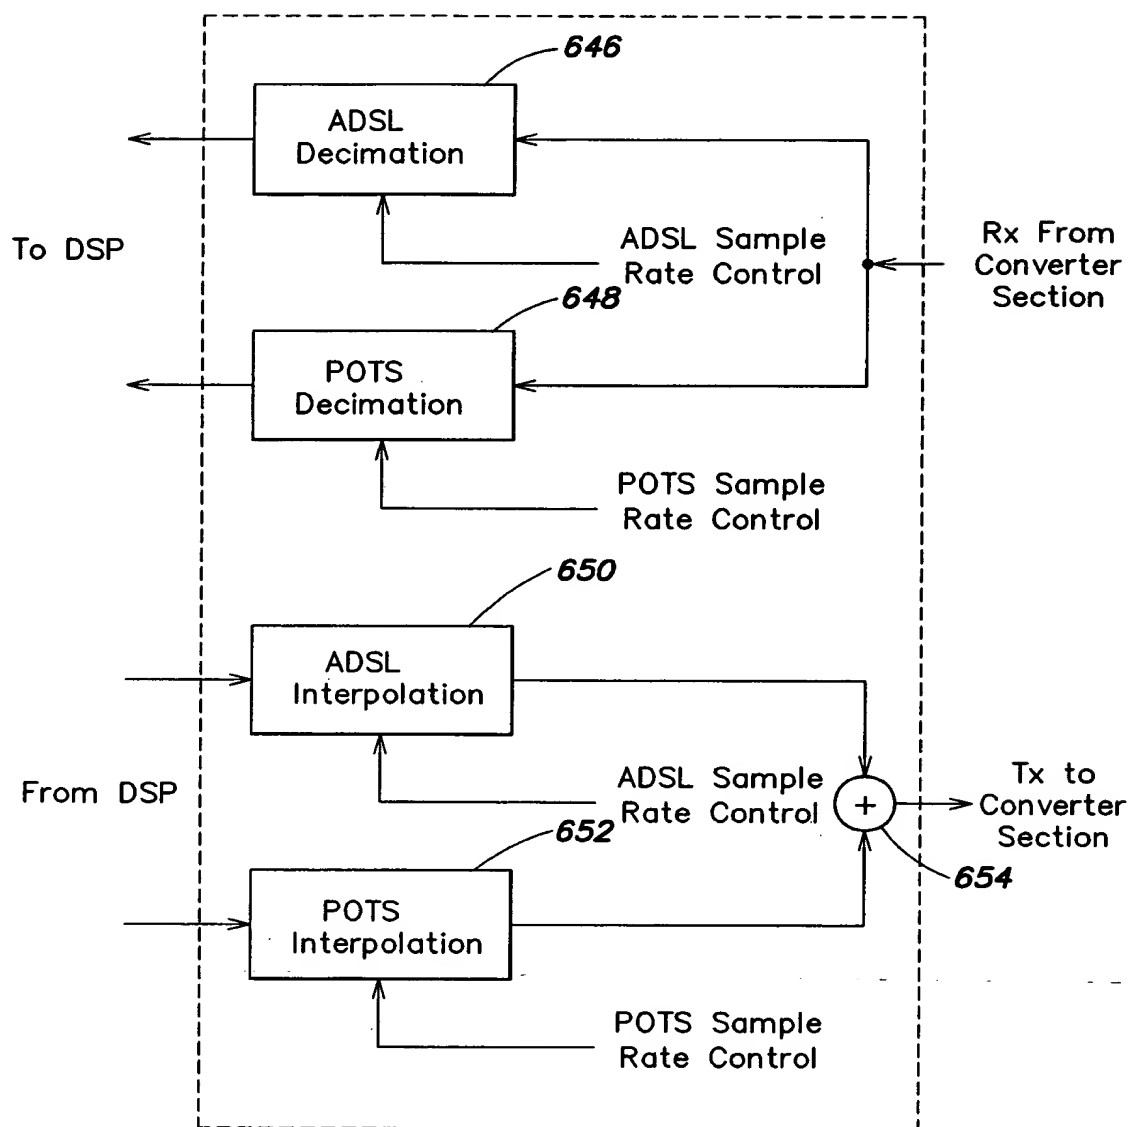 646
ADSL
Decimation
To DSP
ADSL Sample
Rate Control
Rx From
Converter
Section
648
POTS
Decimation
POTS Sample
Rate Control
650
ADSL
Interpolation
From DSP
ADSL Sample
Rate Control
+
Tx to
Converter
Section
652
654
POTS
Interpolation
POTS Sample
Rate Control